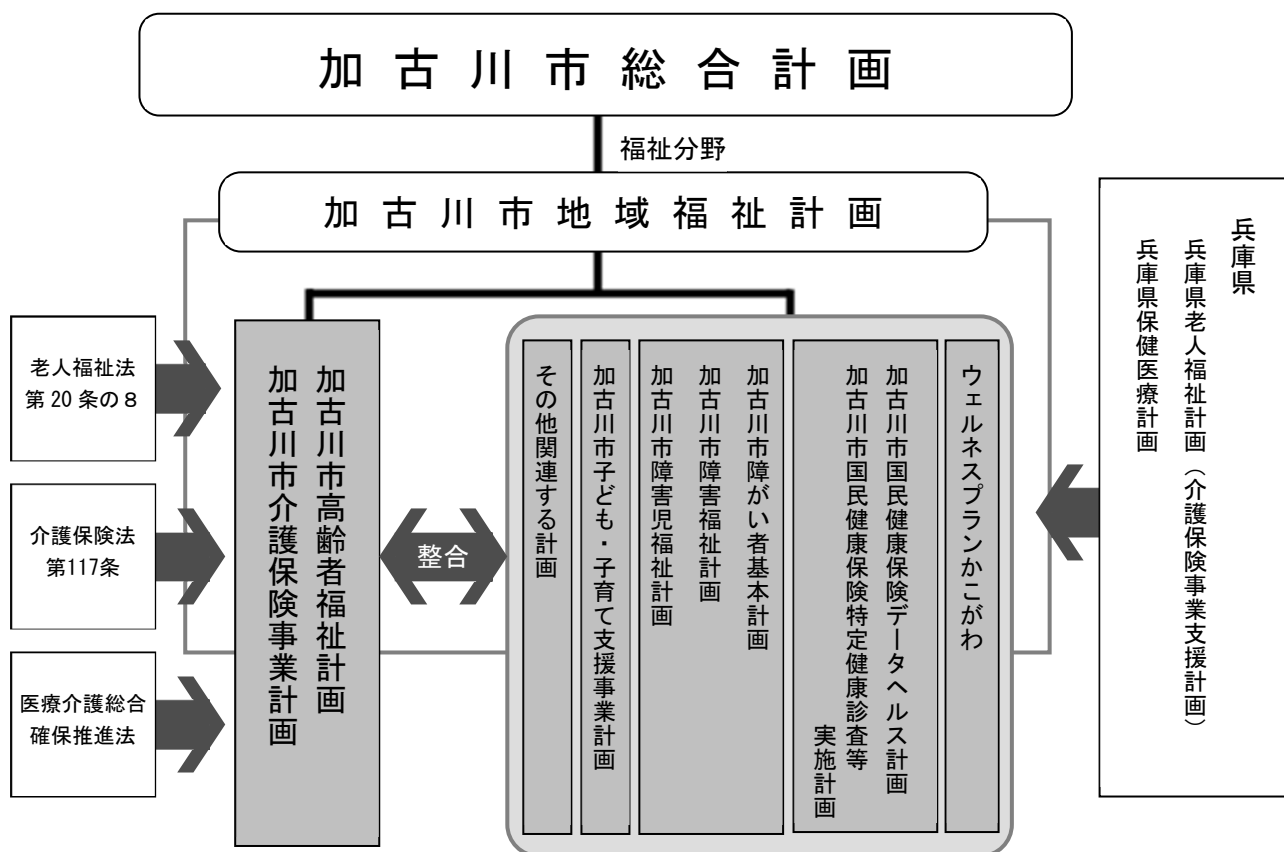 加古川市総合計画
福祉分野
加古川市地域福祉計画
老人福祉法
第20条の8
介護保険法
第117条
医療介護総合
確保推進法
加古川市高齢者福祉計画
加古川市介護保険事業計画
整合
ウェルネスプランかこがわ
加古川市国民健康保険データヘルス計画
加古川市国民健康保険特定健康診査等
実施計画
加古川市障がい者基本計画
加古川市障害福祉計画
加古川市障害児福祉計画
加古川市子ども・子育て支援事業計画
その他関連する計画
兵庫県
兵庫県老人福祉計画(介護保険事業支援計画)
兵庫県保健医療計画